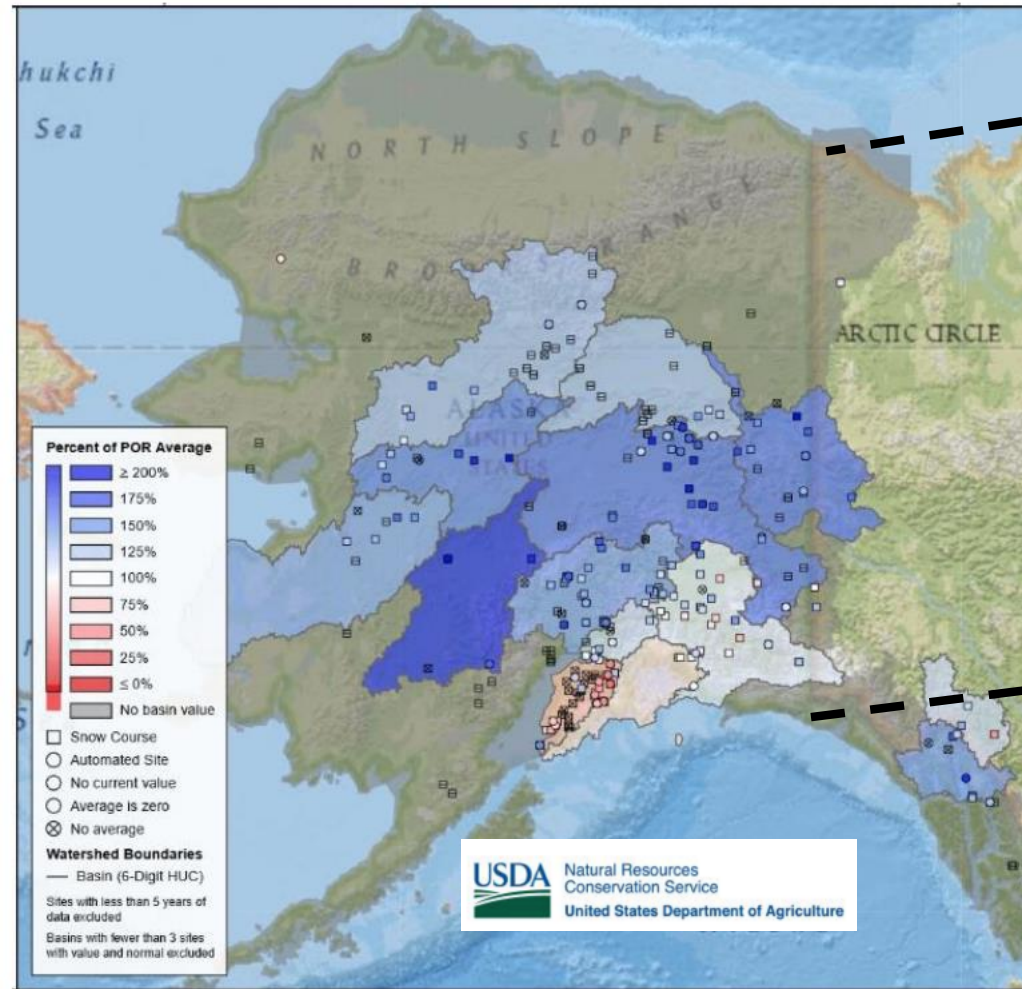 hukchi
Sea
NORTH SLOPE
BROOKS RANGE
ARCTIC CIRCLE
ALASKA
UNITED
STATES
Percent of POR Average
≥ 200%
175%
150%
125%
100%
75%
50%
25%
≤ 0%
No basin value
Snow Course
Automated Site
No current value
Average is zero
No average
Watershed Boundaries
Basin (6-Digit HUC)
Sites with less than 5 years of
data excluded
Basins with fewer than 3 sites
with value and normal excluded
USDA
Natural Resources
Conservation Service
United States Department of Agriculture